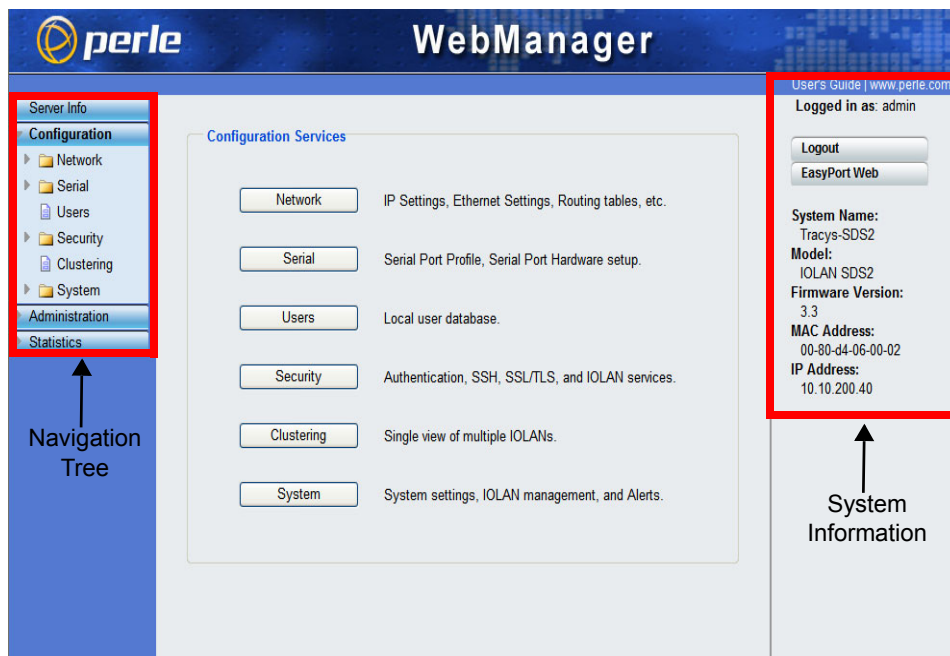 perle
WebManager
User's Guide | www.perle.com
Server Info
Configuration
Network
Serial
Users
Security
Clustering
System
Administration
Statistics
Navigation
Tree
Configuration Services
Network IP Settings, Ethernet Settings, Routing tables, etc.
Serial Serial Port Profile, Serial Port Hardware setup.
Users Local user database.
Security Authentication, SSH, SSL/TLS, and IOLAN services.
Clustering Single view of multiple IOLANs.
System System settings, IOLAN management, and Alerts.
Logged in as: admin
Logout
EasyPort Web
System Name:
Tracys-SDS2
Model:
IOLAN SDS2
Firmware Version:
3.3
MAC Address:
00-80-d4-06-00-02
IP Address:
10.10.200.40
System
Information